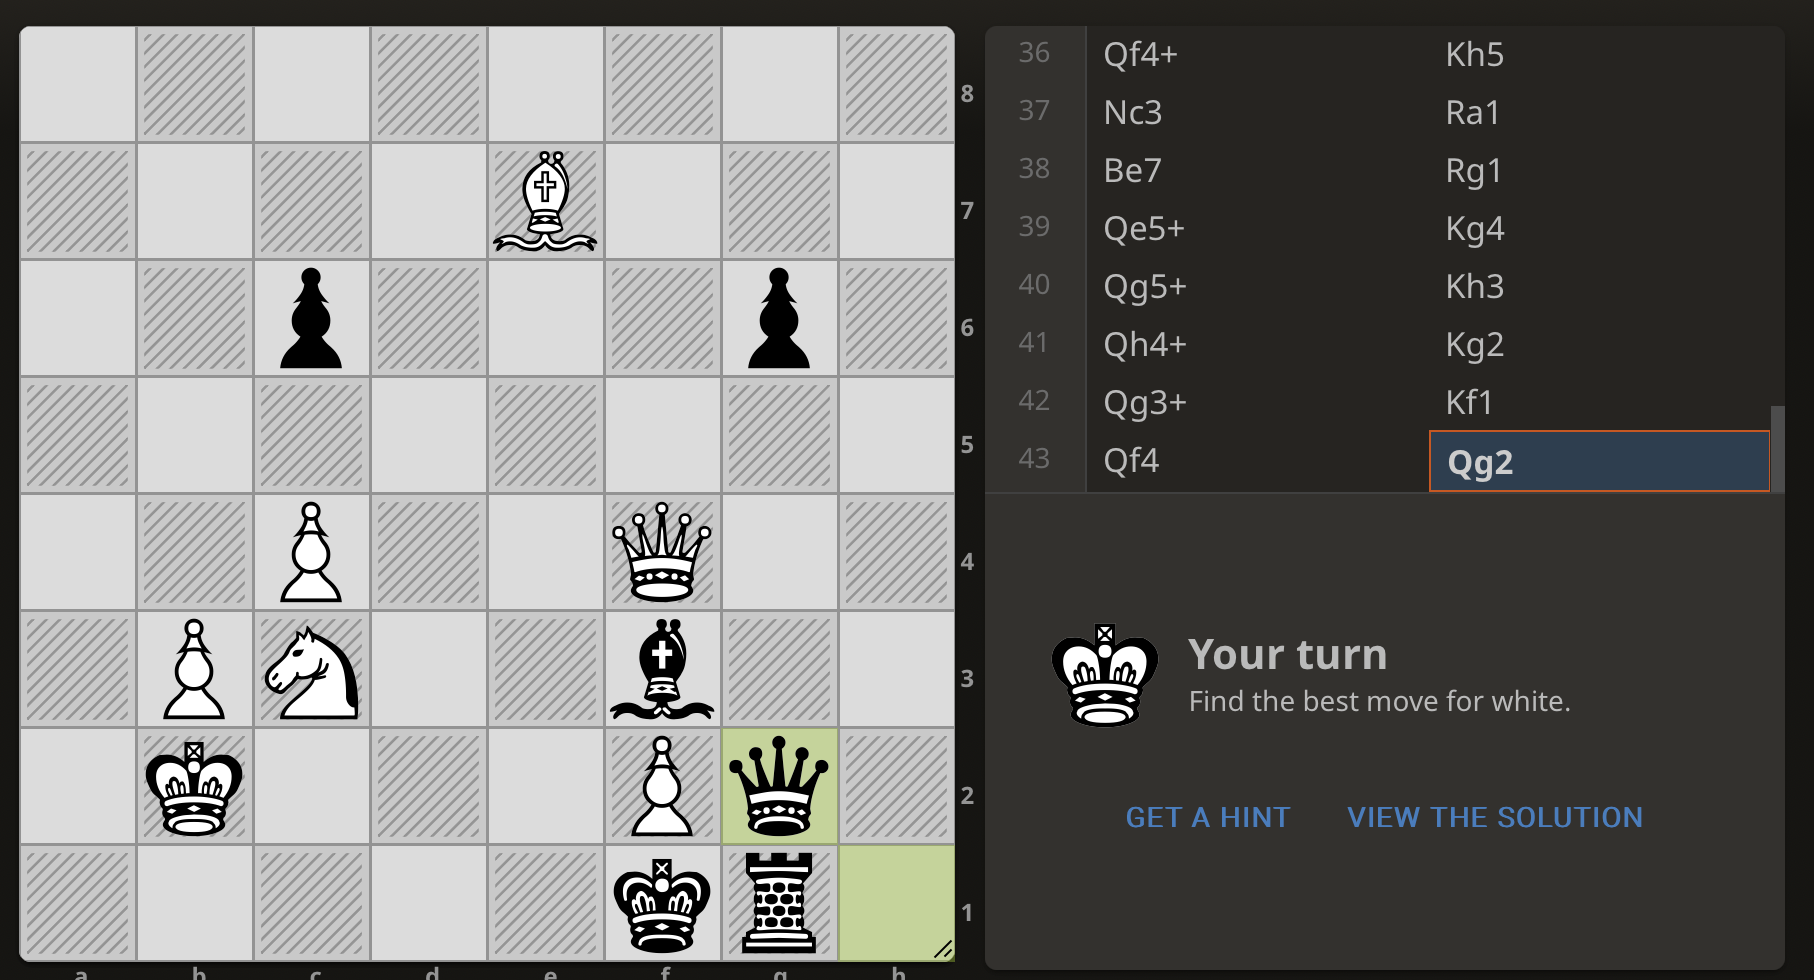 36 Qf4+ Kh5
8
37 Nc3 Ra1
38 Be7 Rg1
7
39 Qe5+ Kg4
40 Qg5+ Kh3
6
41 Qh4+ Kg2
42 Qg3+ Kf1
5
43 Qf4 Qg2
4
Your turn
3
Find the best move for white.
2
GET A HINT VIEW THE SOLUTION
1
a b c d e f g h